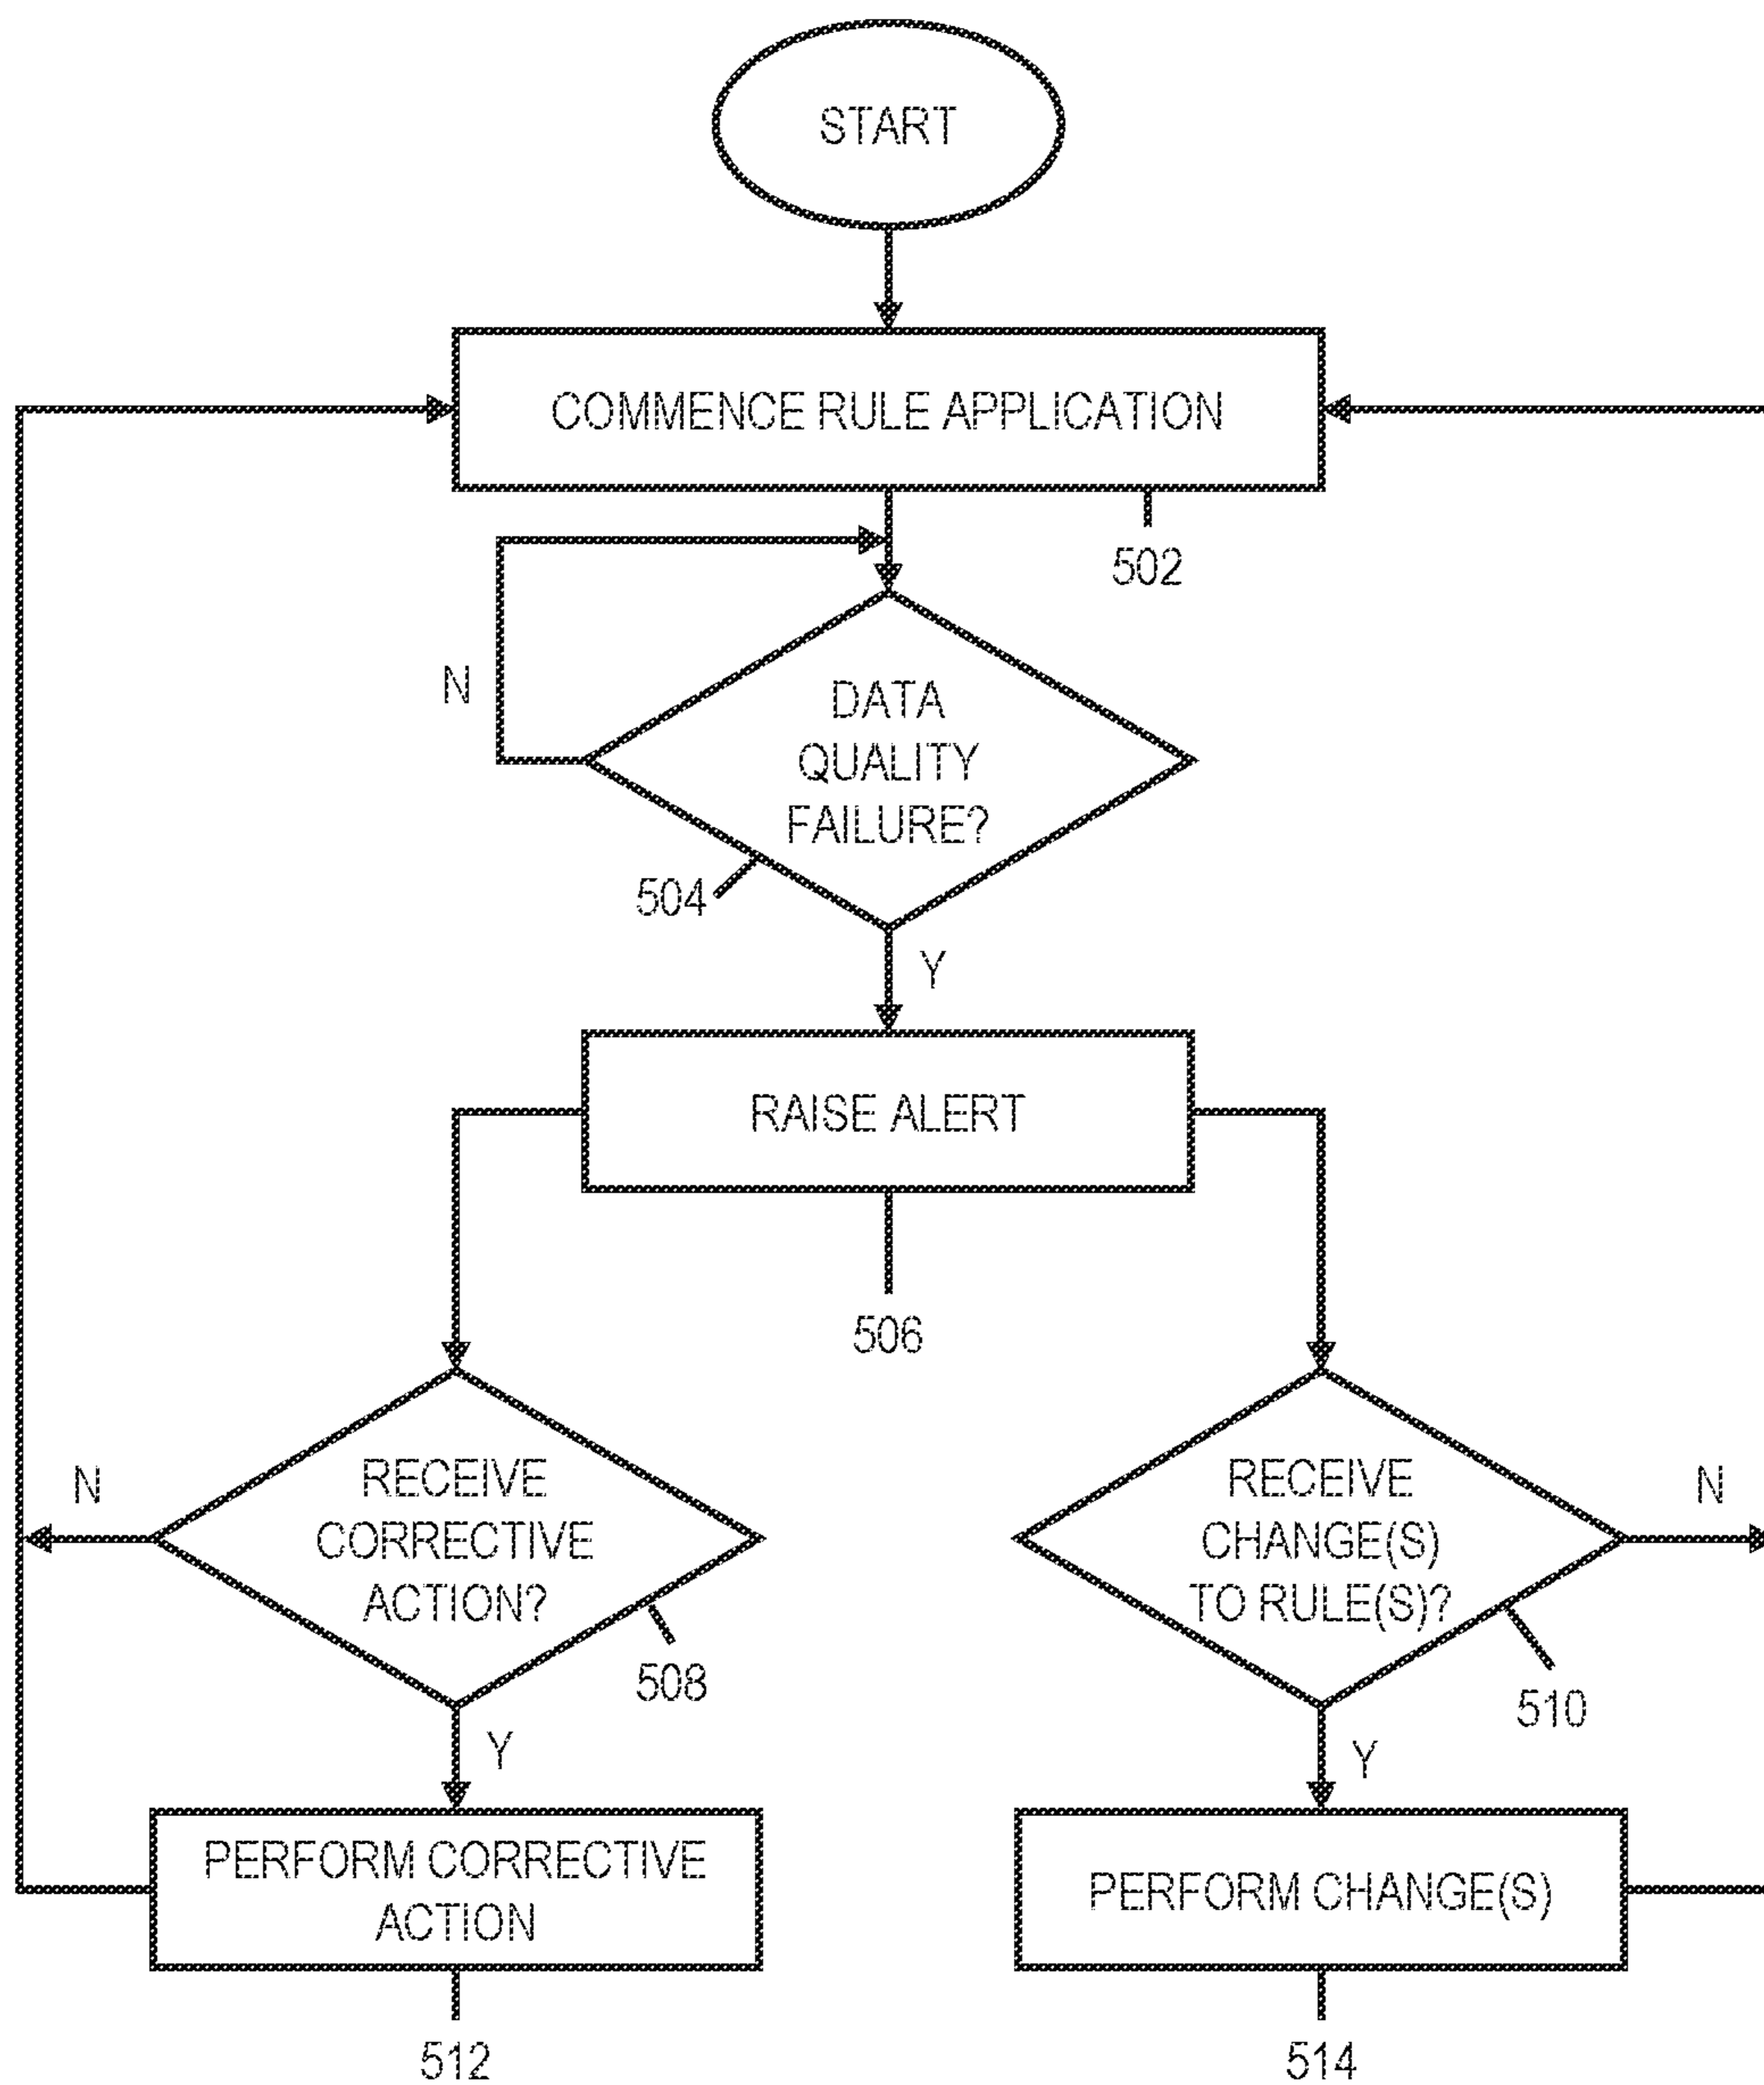 START
COMMENCE RULE APPLICATION
502
N
DATA
QUALITY
FAILURE?
504
Y
RAISE ALERT
506
N
RECEIVE
CORRECTIVE
ACTION?
508
Y
RECEIVE
CHANGE(S)
TO RULE(S)?
N
510
Y
PERFORM CORRECTIVE
ACTION
512
PERFORM CHANGE(S)
514